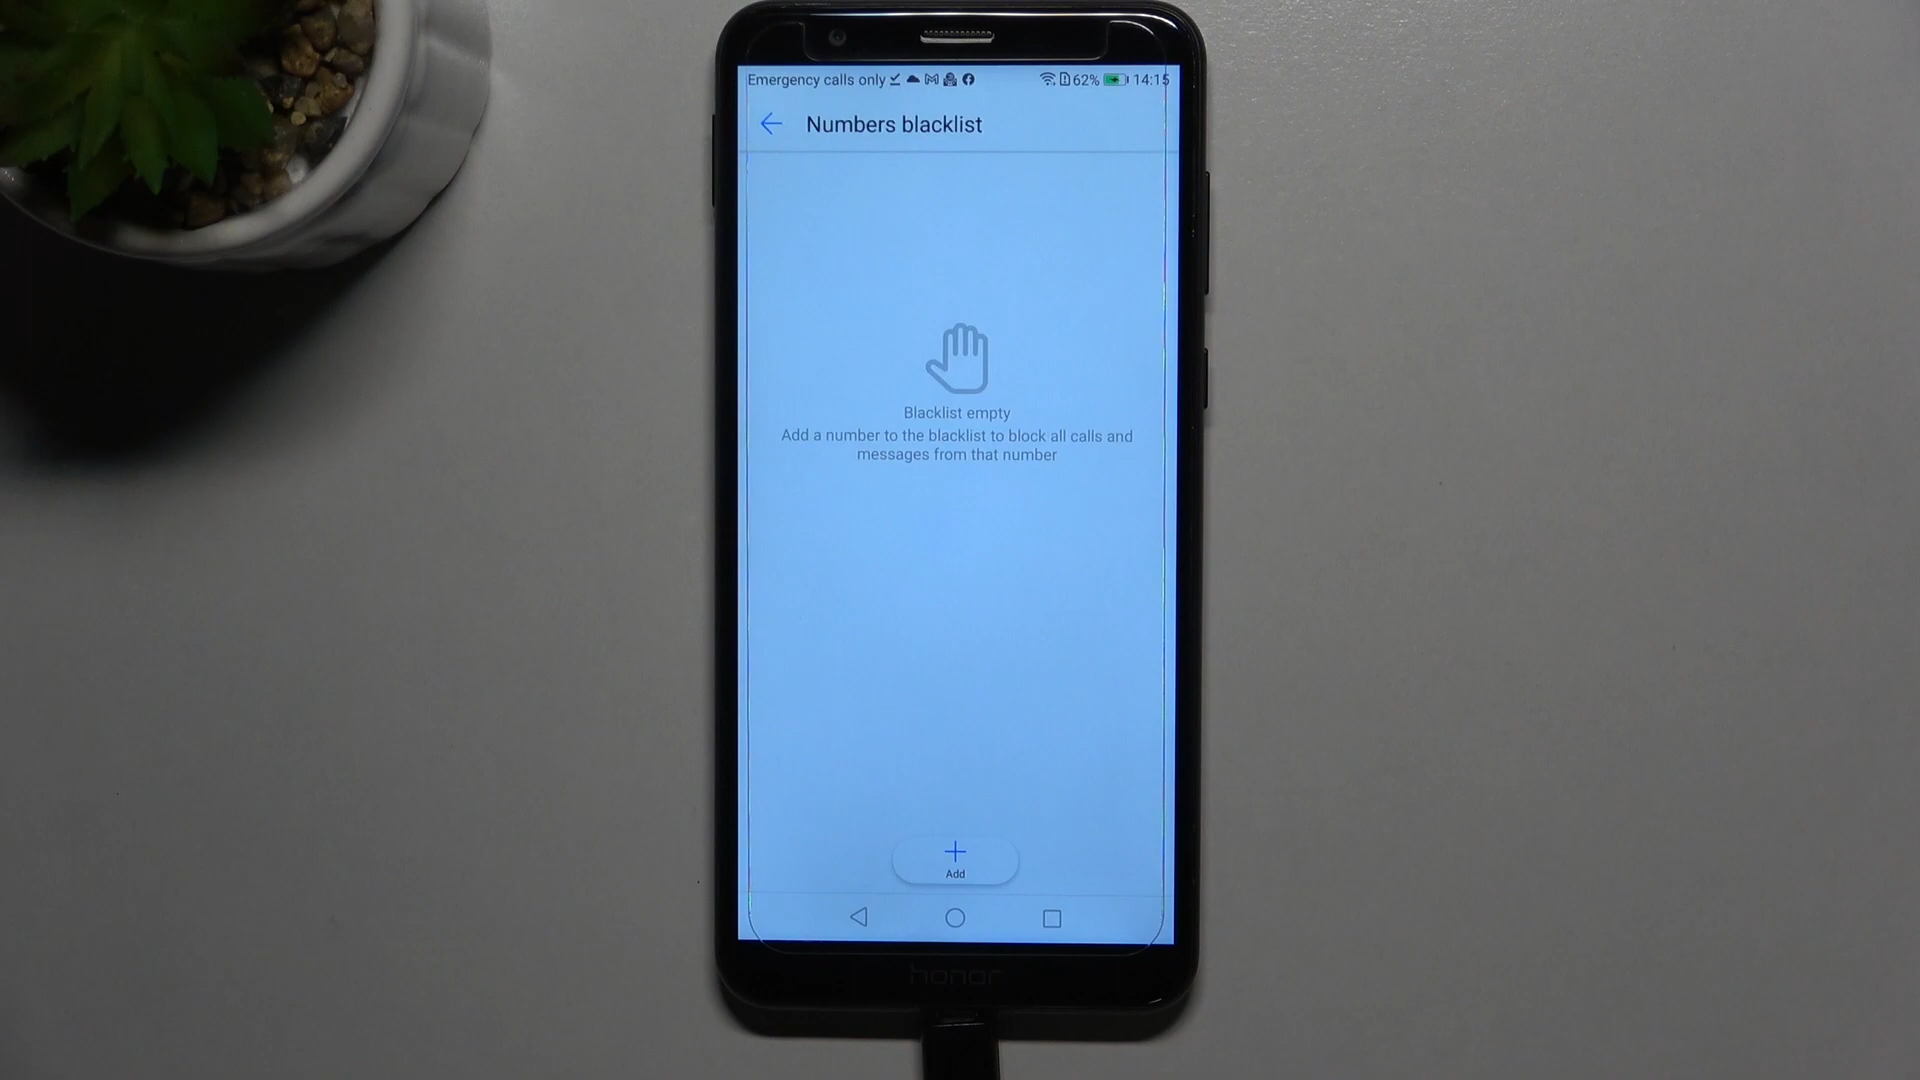 Emergency calls only 62% 14:15
Numbers blacklist
Blacklist empty
Add a number to the blacklist to block all calls and
messages from that number
Add
honor